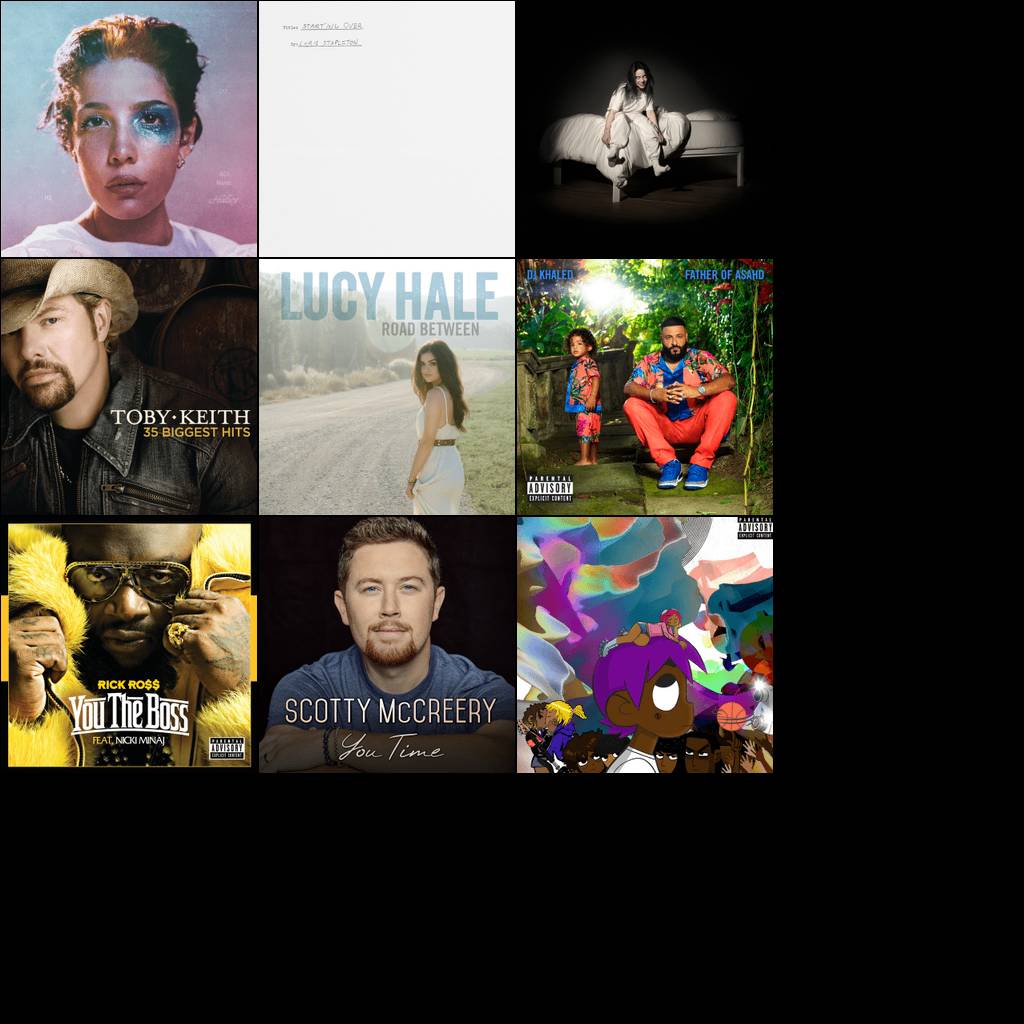 Title: STARTING OVER
By: CHRIS STAPLETON
TOBY·KEITH
35 BIGGEST HITS
LUCY HALE
ROAD BETWEEN
DJ KHALED
FATHER OF ASAHD
PARENTAL
ADVISORY
EXPLICIT CONTENT
RICK RO$$
YOU THE BOSS
FEAT. NICKI MINAJ
PARENTAL
ADVISORY
EXPLICIT CONTENT
SCOTTY McCREERY
You Time
PARENTAL
ADVISORY
EXPLICIT CONTENT